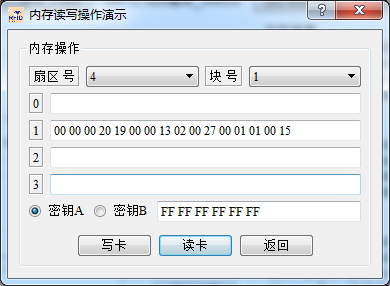 内存读写操作演示
内存操作
扇区号 4 块号 1
0
1 00 00 00 20 19 00 00 13 02 00 27 00 01 01 00 15
2
3
密钥A 密钥B FF FF FF FF FF FF
写卡 读卡 返回